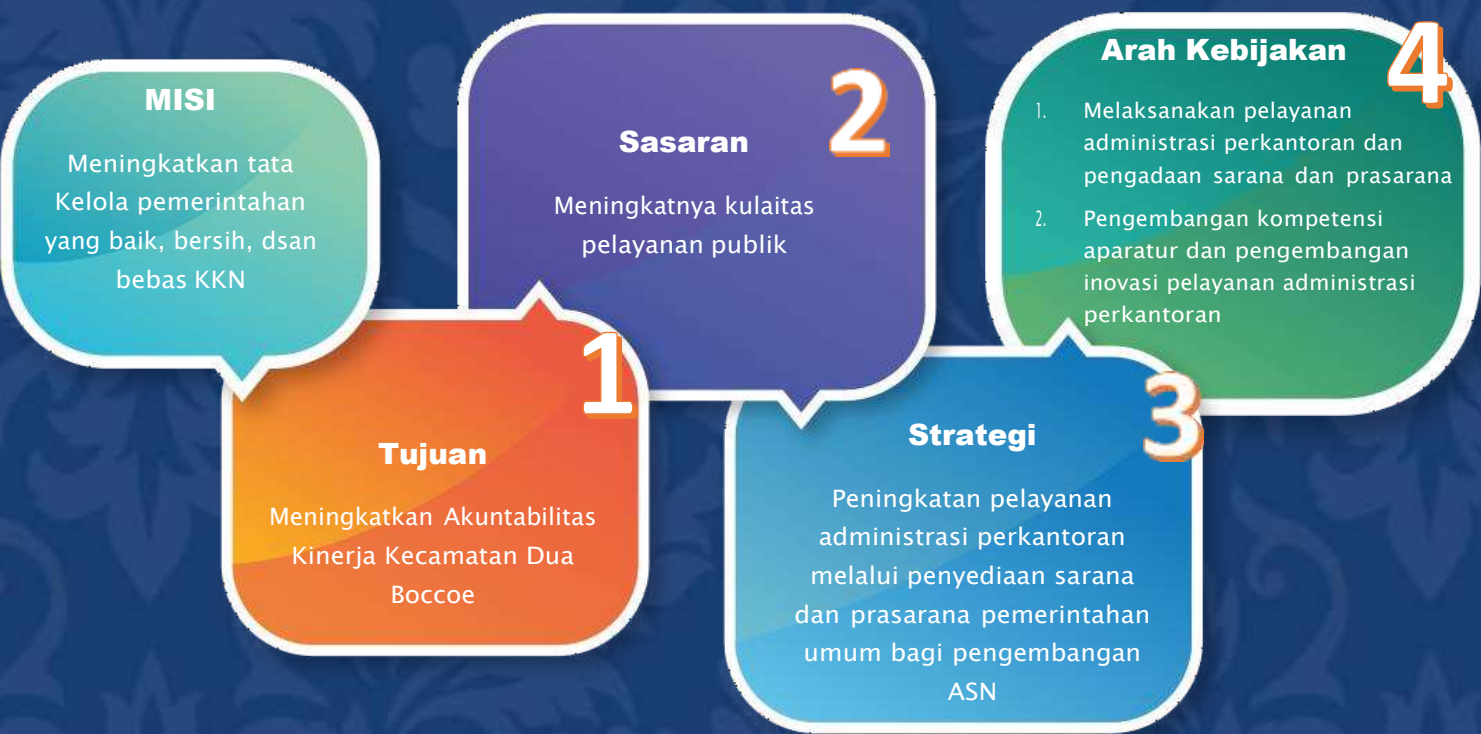 MISI
Meningkatkan tata
Kelola pemerintahan
yang baik, bersih, dsan
bebas KKN
1
Tujuan
Meningkatkan Akuntabilitas
Kinerja Kecamatan Dua
Boccoe
2
Sasaran
Meningkatnya kulaitas
pelayanan publik
3
Strategi
Peningkatan pelayanan
administrasi perkantoran
melalui penyediaan sarana
dan prasarana pemerintahan
umum bagi pengembangan
ASN
4
Arah Kebijakan
1. Melaksanakan pelayanan
administrasi perkantoran dan
pengadaan sarana dan prasarana
2. Pengembangan kompetensi
aparatur dan pengembangan
inovasi pelayanan administrasi
perkantoran